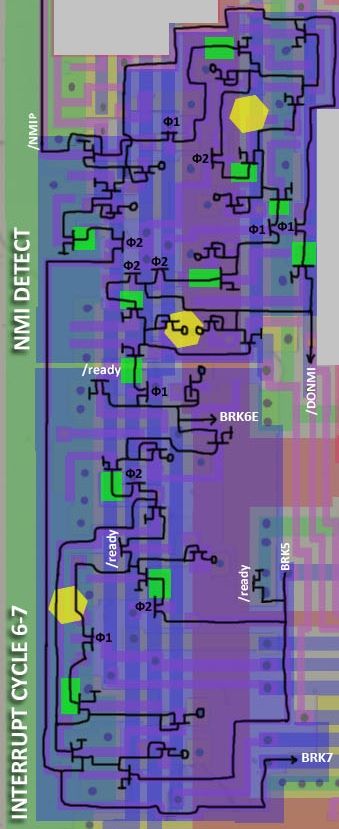 Φ1
/NMIP
Φ2
Φ1 Φ1
Φ2
NMI DETECT
Φ2 Φ2
/ready
/DONMI
Φ1
BRK6E
Φ2
/ready
BRK5
/ready
Φ2
Φ1
INTERRUPT CYCLE 6-7
BRK7